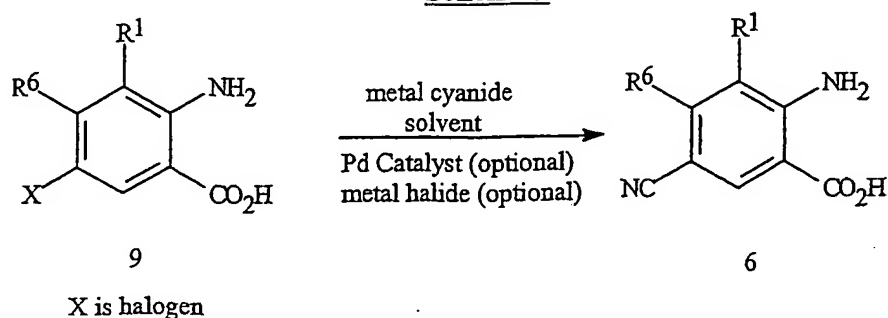 R¹ R¹
R⁶ NH₂ metal cyanide R⁶ NH₂
solvent
Pd Catalyst (optional)
X CO₂H metal halide (optional) NC CO₂H
9 6
X is halogen